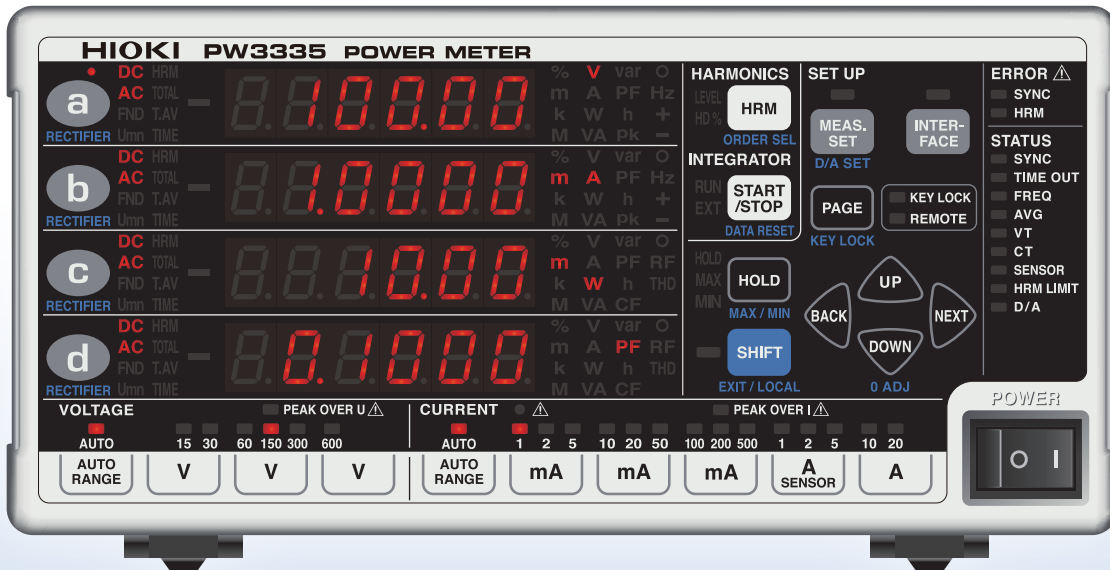 HIOKI PW3335 POWER METER
a
RECTIFIER
DC HRM
AC TOTAL
FND T.AV
Umn TIME
100.00
% V var O
m A PF Hz
k W h +
M VA Pk −
b
RECTIFIER
DC HRM
AC TOTAL
FND T.AV
Umn TIME
1.0000
% V var O
m A PF Hz
k W h +
M VA Pk −
c
RECTIFIER
DC HRM
AC TOTAL
FND T.AV
Umn TIME
10.000
% V var O
m A PF RF
k W h THD
M VA CF
d
RECTIFIER
DC HRM
AC TOTAL
FND T.AV
Umn TIME
0.1000
% V var O
m A PF RF
k W h THD
M VA CF
HARMONICS
LEVEL
HD %
HRM
ORDER SEL
INTEGRATOR
RUN
EXT
START
/STOP
DATA RESET
HOLD
MAX
MIN
HOLD
MAX / MIN
SHIFT
EXIT / LOCAL
SET UP
MEAS.
SET
D/A SET
INTER-
FACE
PAGE
KEY LOCK
KEY LOCK
REMOTE
UP
BACK
NEXT
DOWN
0 ADJ
ERROR
SYNC
HRM
STATUS
SYNC
TIME OUT
FREQ
AVG
VT
CT
SENSOR
HRM LIMIT
D/A
VOLTAGE
PEAK OVER U
AUTO 15 30 60 150 300 600
AUTO
RANGE
V
V
V
CURRENT
PEAK OVER I
AUTO 1 2 5 10 20 50 100 200 500 1 2 5 10 20
AUTO
RANGE
mA
mA
mA
A
SENSOR
A
POWER
O I